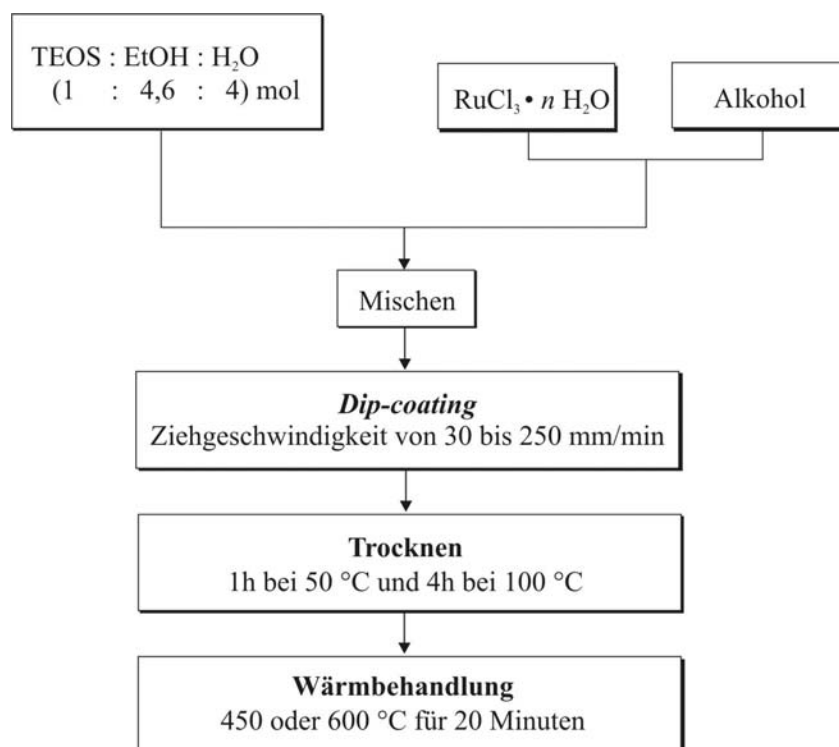 TEOS : EtOH : H₂O
(1 : 4,6 : 4) mol
RuCl₃ • n H₂O
Alkohol
Mischen
Dip-coating
Ziehgeschwindigkeit von 30 bis 250 mm/min
Trocknen
1h bei 50 °C und 4h bei 100 °C
Wärmbehandlung
450 oder 600 °C für 20 Minuten